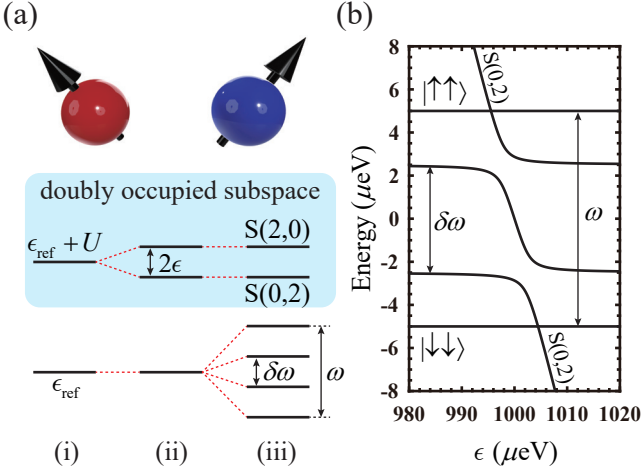 (a)
doubly occupied subspace
ϵref + U
2ϵ
S(2,0)
S(0,2)
ϵref
δω
ω
(i)
(ii)
(iii)
(b)
Energy (μeV)
8
6
4
2
0
-2
-4
-6
-8
S(0,2)
|↑↑⟩
δω
ω
|↓↓⟩
S(0,2)
980 990 1000 1010 1020
ϵ (μeV)